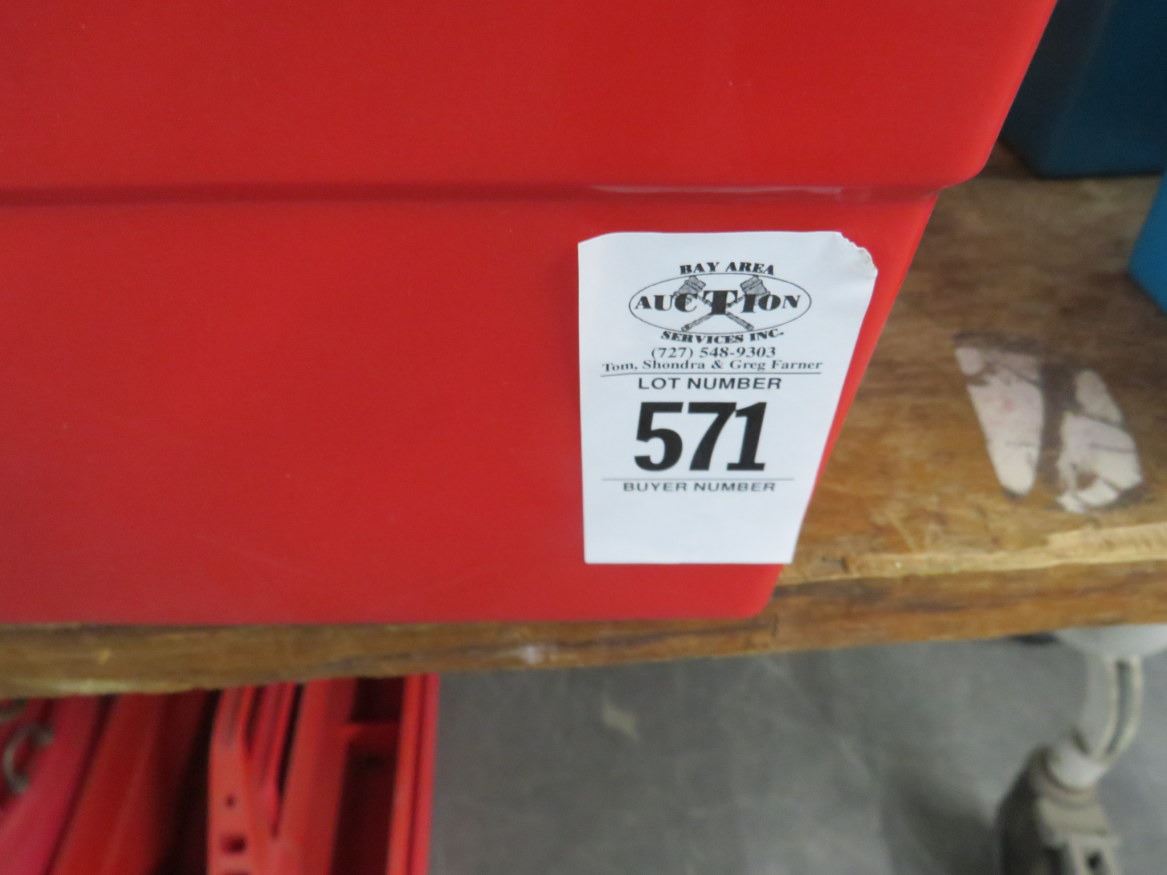 BAY AREA
AUCTION
SERVICES INC.
(727) 548-9303
Tom, Shondra & Greg Farner
LOT NUMBER
571
BUYER NUMBER